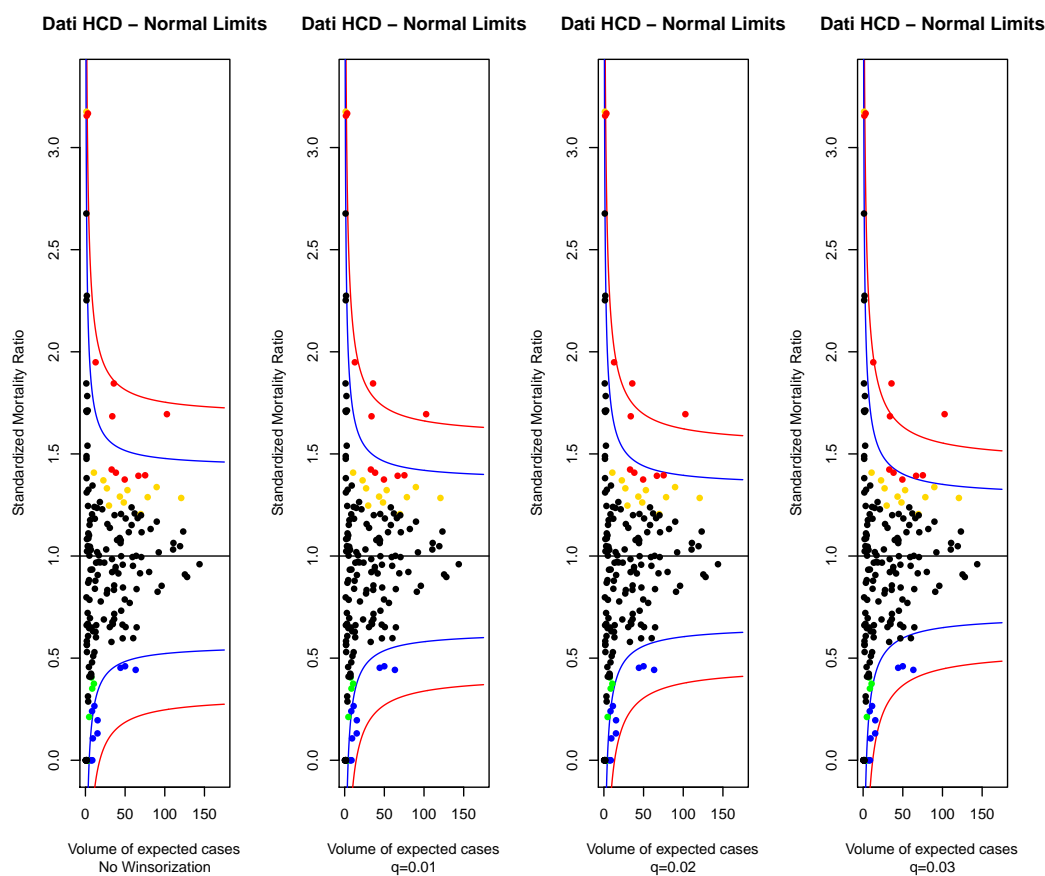 Dati HCD − Normal Limits
Standardized Mortality Ratio
0.0
0.5
1.0
1.5
2.0
2.5
3.0
0
50
100
150
Volume of expected cases
No Winsorization
Dati HCD − Normal Limits
Standardized Mortality Ratio
0.0
0.5
1.0
1.5
2.0
2.5
3.0
0
50
100
150
Volume of expected cases
q=0.01
Dati HCD − Normal Limits
Standardized Mortality Ratio
0.0
0.5
1.0
1.5
2.0
2.5
3.0
0
50
100
150
Volume of expected cases
q=0.02
Dati HCD − Normal Limits
Standardized Mortality Ratio
0.0
0.5
1.0
1.5
2.0
2.5
3.0
0
50
100
150
Volume of expected cases
q=0.03